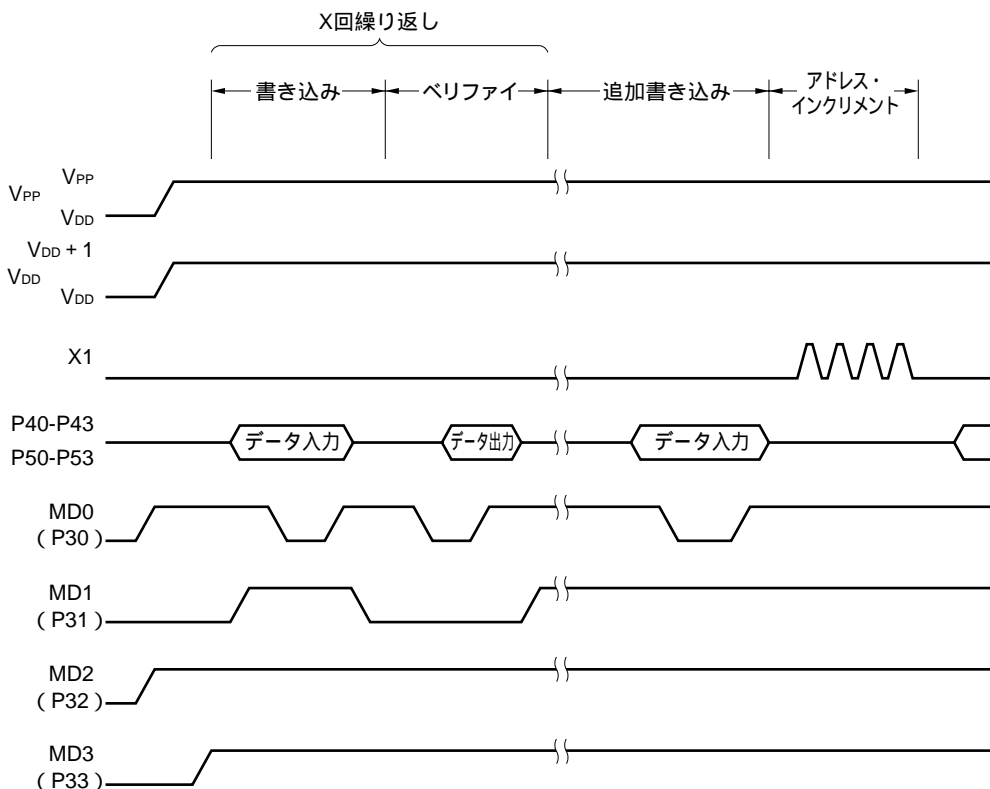 X回繰り返し
書き込み
ベリファイ
追加書き込み
アドレス・
インクリメント
VPP
VPP
VDD
VDD + 1
VDD
VDD
X1
P40-P43
P50-P53
データ入力
データ出力
データ入力
MD0
(P30)
MD1
(P31)
MD2
(P32)
MD3
(P33)